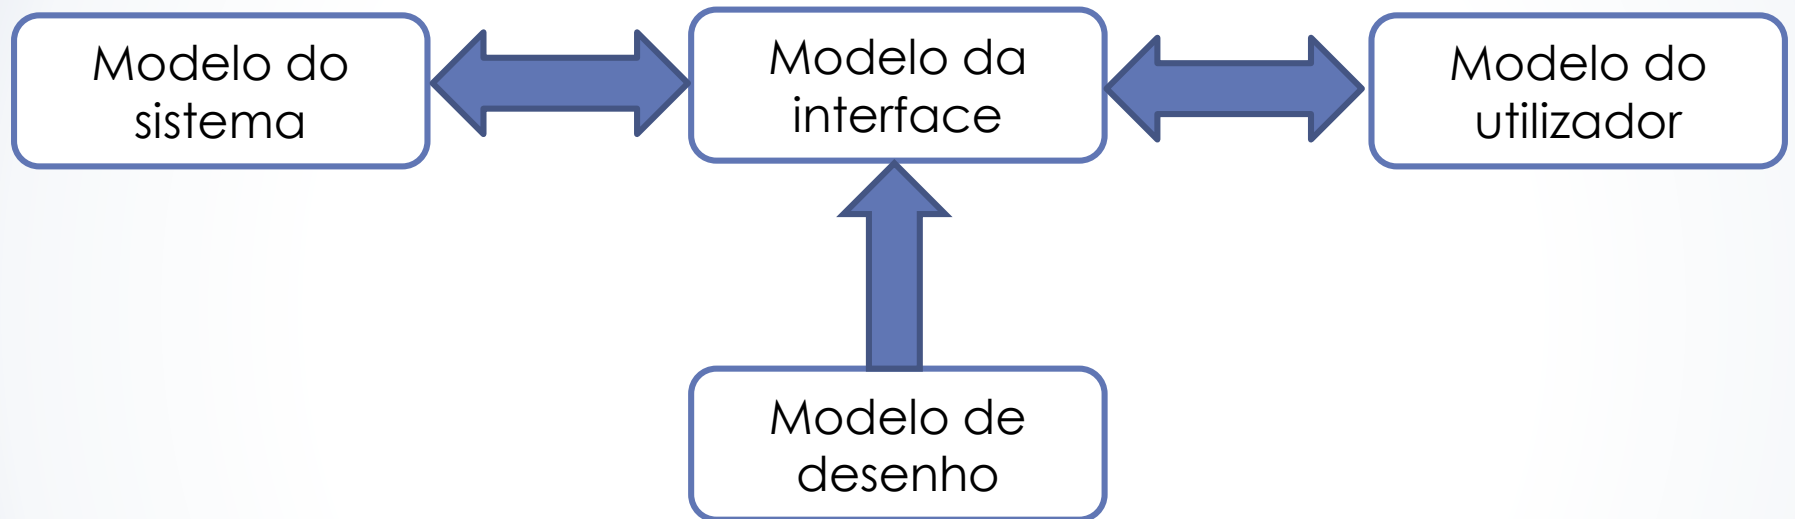 Modelo do
sistema
Modelo da
interface
Modelo do
utilizador
Modelo de
desenho